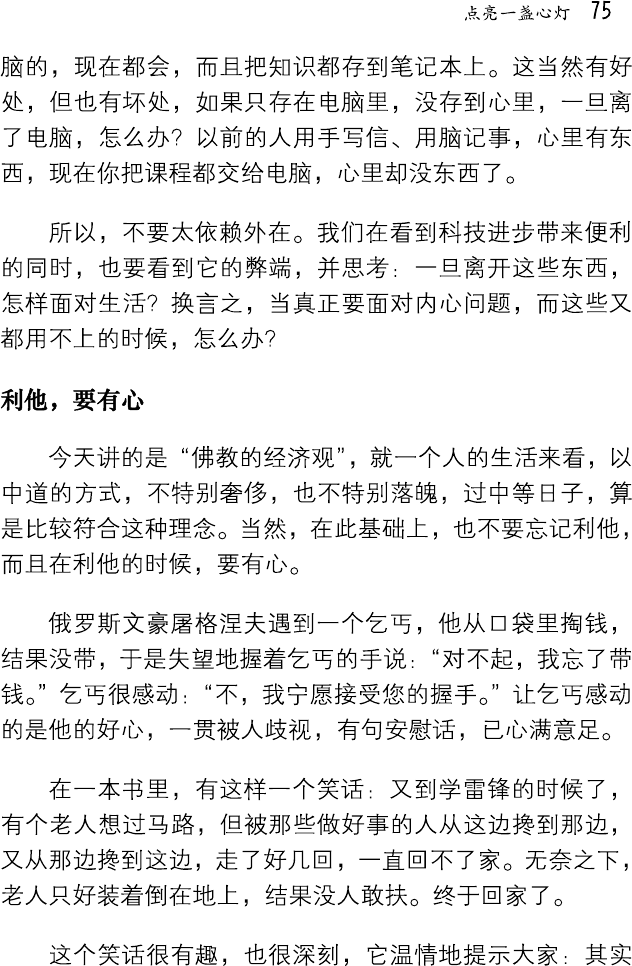 点亮一盏心灯 75
脑的，现在都会，而且把知识都存到笔记本上。这当然有好
处，但也有坏处，如果只存在电脑里，没存到心里，一旦离
了电脑，怎么办？以前的人用手写信、用脑记事，心里有东
西，现在你把课程都交给电脑，心里却没东西了。
所以，不要太依赖外在。我们在看到科技进步带来便利
的同时，也要看到它的弊端，并思考：一旦离开这些东西，
怎样面对生活？换言之，当真正要面对内心问题，而这些又
都用不上的时候，怎么办？
利他，要有心
今天讲的是“佛教的经济观”，就一个人的生活来看，以
中道的方式，不特别奢侈，也不特别落魄，过中等日子，算
是比较符合这种理念。当然，在此基础上，也不要忘记利他，
而且在利他的时候，要有心。
俄罗斯文豪屠格涅夫遇到一个乞丐，他从口袋里掏钱，
结果没带，于是失望地握着乞丐的手说：“对不起，我忘了带
钱。”乞丐很感动：“不，我宁愿接受您的握手。”让乞丐感动
的是他的好心，一贯被人歧视，有句安慰话，已心满意足。
在一本书里，有这样一个笑话：又到学雷锋的时候了，
有个老人想过马路，但被那些做好事的人从这边搀到那边，
又从那边搀到这边，走了好几回，一直回不了家。无奈之下，
老人只好装着倒在地上，结果没人敢扶。终于回家了。
这个笑话很有趣，也很深刻，它温情地提示大家：其实